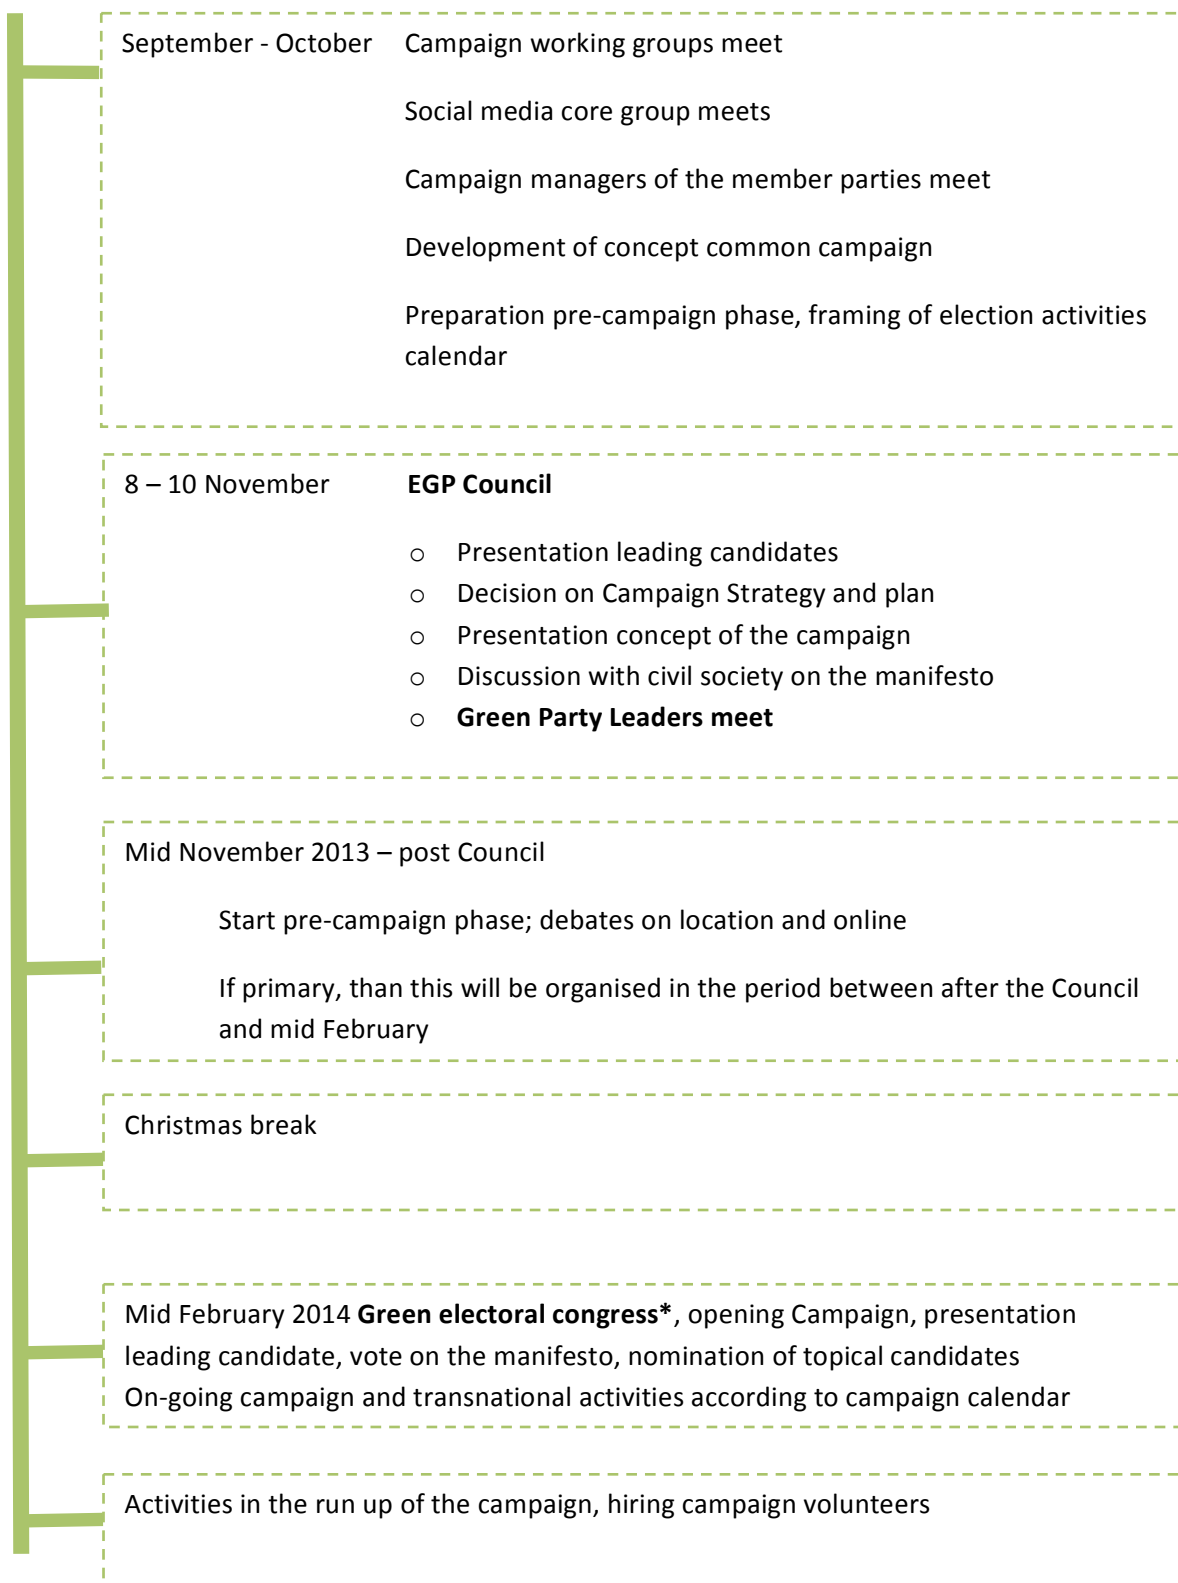 September - October Campaign working groups meet
Social media core group meets
Campaign managers of the member parties meet
Development of concept common campaign
Preparation pre-campaign phase, framing of election activities
calendar
8 – 10 November EGP Council
o Presentation leading candidates
o Decision on Campaign Strategy and plan
o Presentation concept of the campaign
o Discussion with civil society on the manifesto
o Green Party Leaders meet
Mid November 2013 – post Council
Start pre-campaign phase; debates on location and online
If primary, than this will be organised in the period between after the Council
and mid February
Christmas break
Mid February 2014 Green electoral congress*, opening Campaign, presentation
leading candidate, vote on the manifesto, nomination of topical candidates
On-going campaign and transnational activities according to campaign calendar
Activities in the run up of the campaign, hiring campaign volunteers